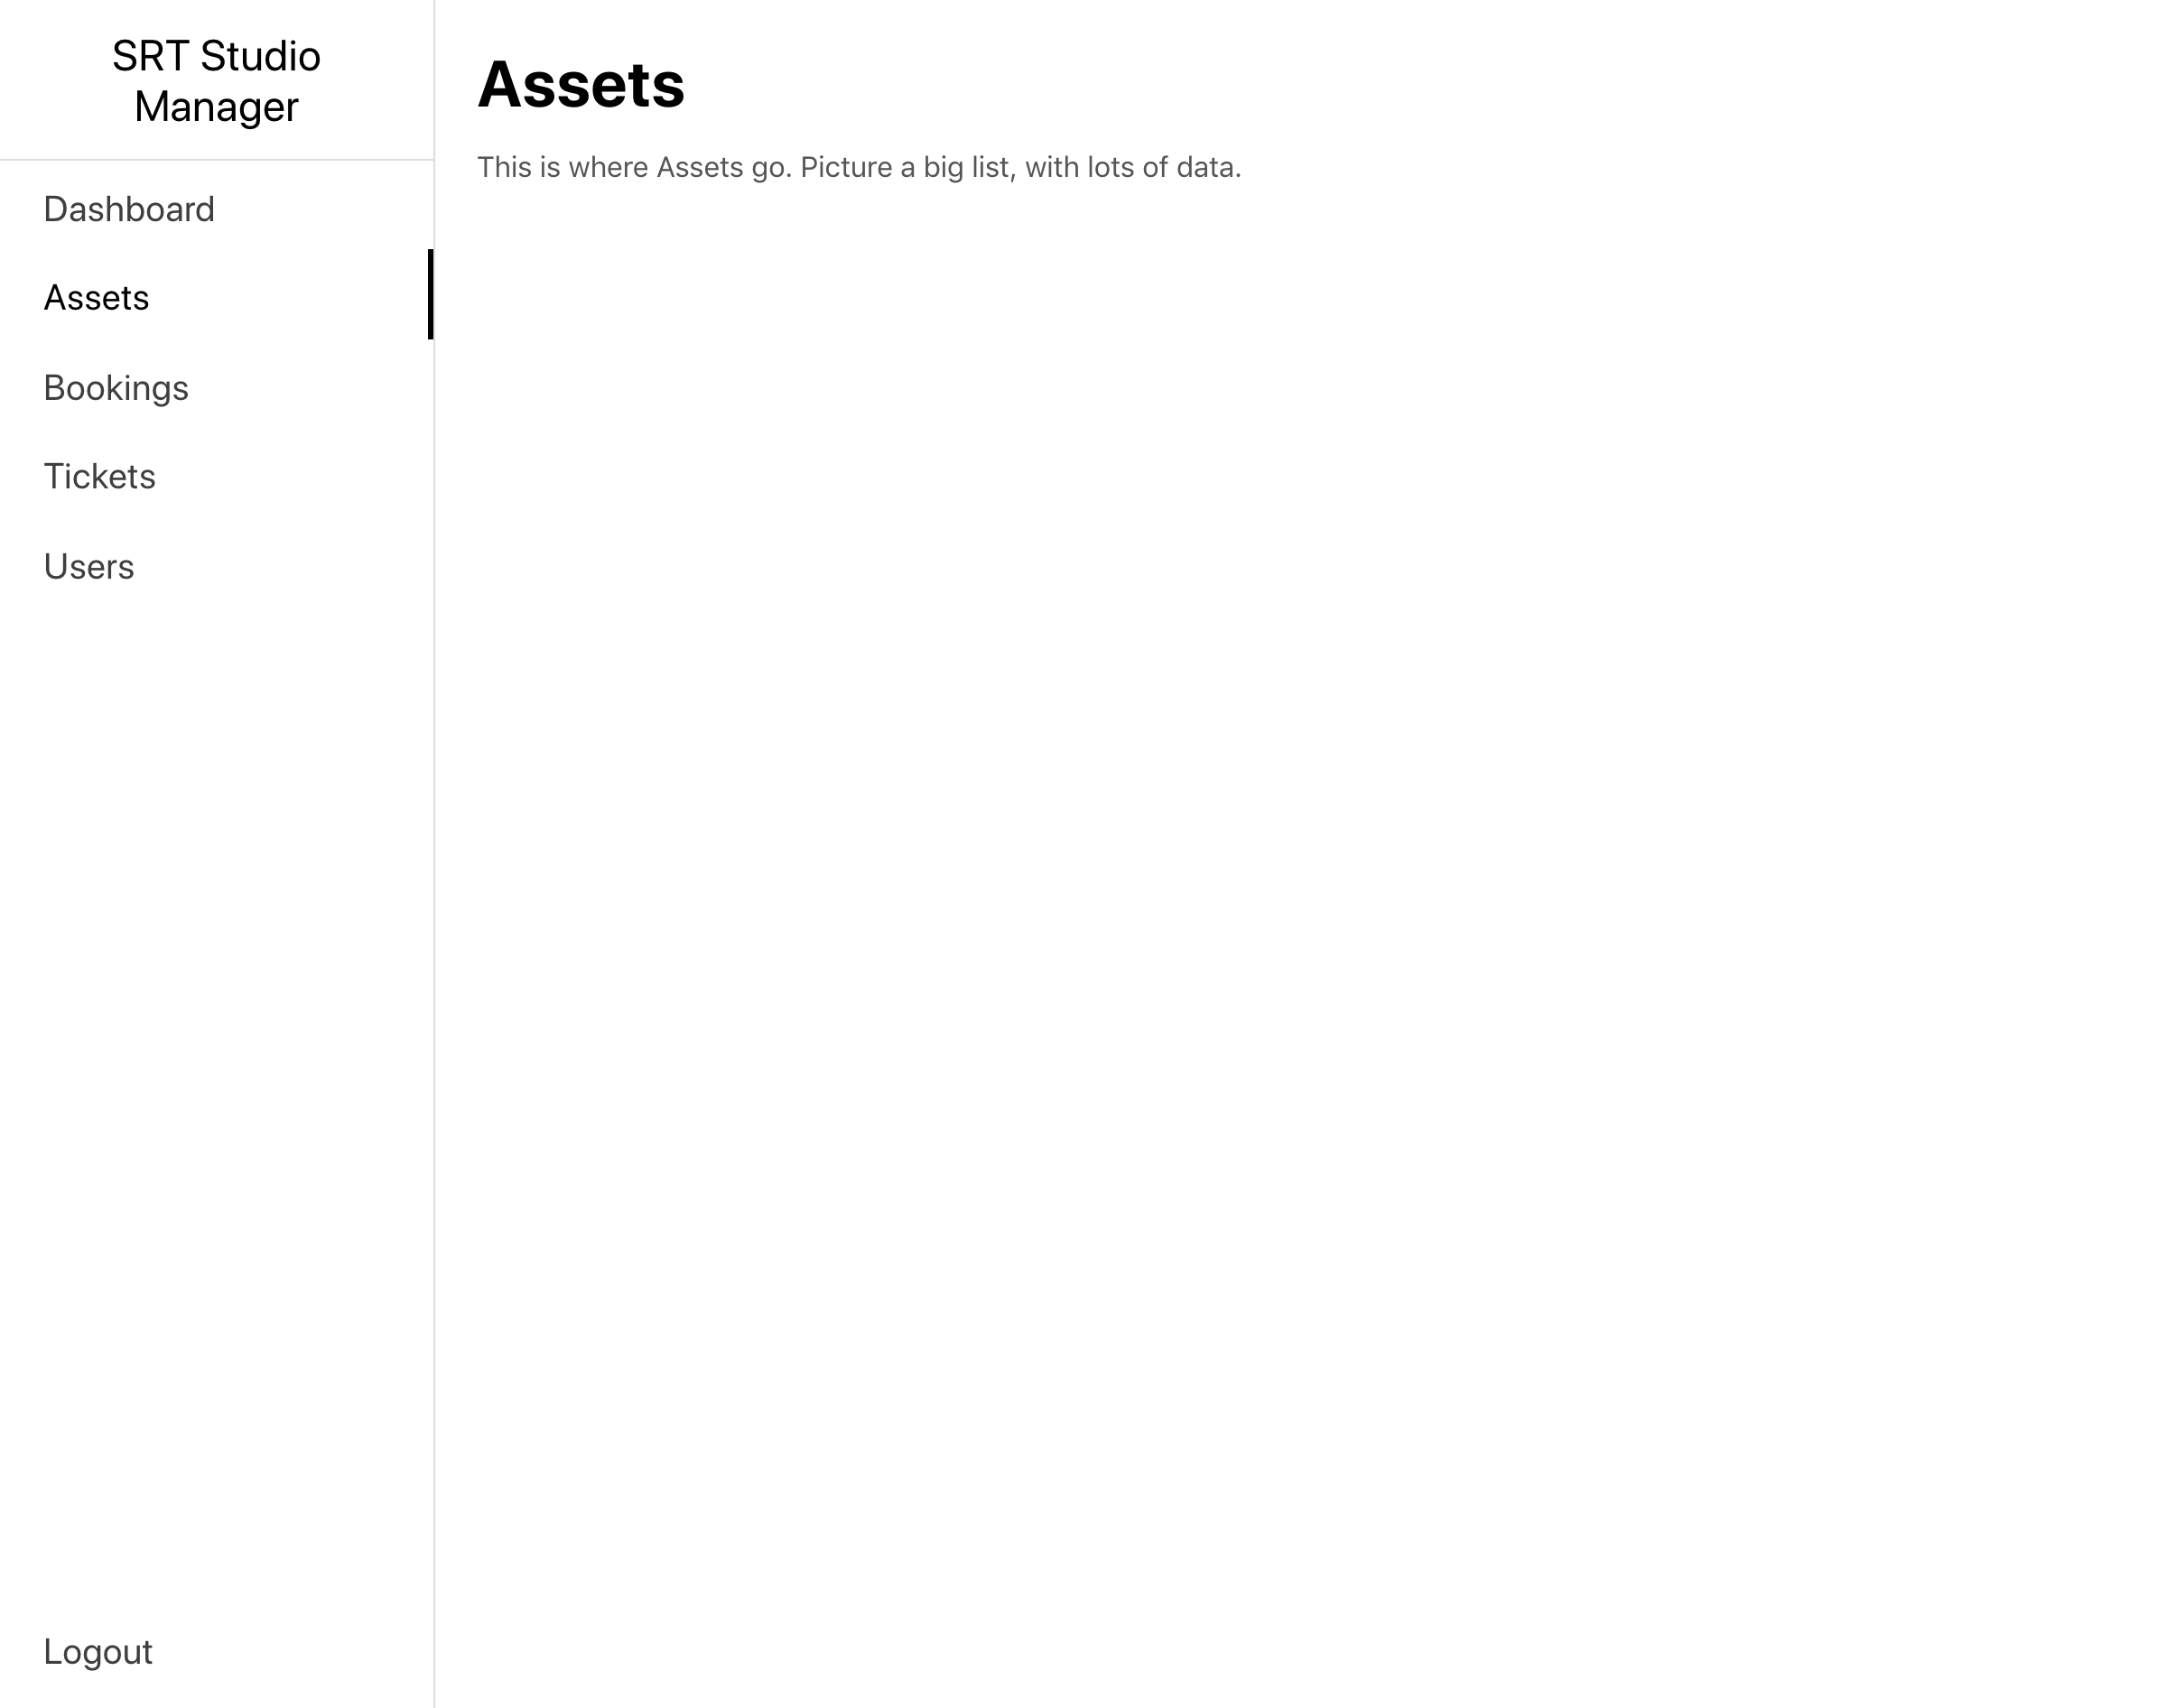 SRT Studio
Manager
Dashboard
Assets
Bookings
Tickets
Users
Logout
Assets
This is where Assets go. Picture a big list, with lots of data.